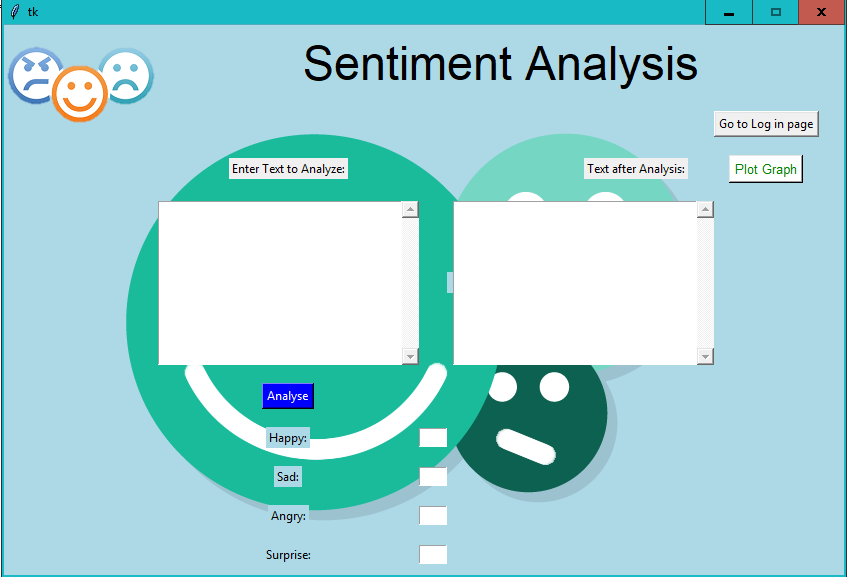 tk
Sentiment Analysis
Go to Log in page
Enter Text to Analyze:
Text after Analysis:
Plot Graph
Analyse
Happy:
Sad:
Angry:
Surprise: